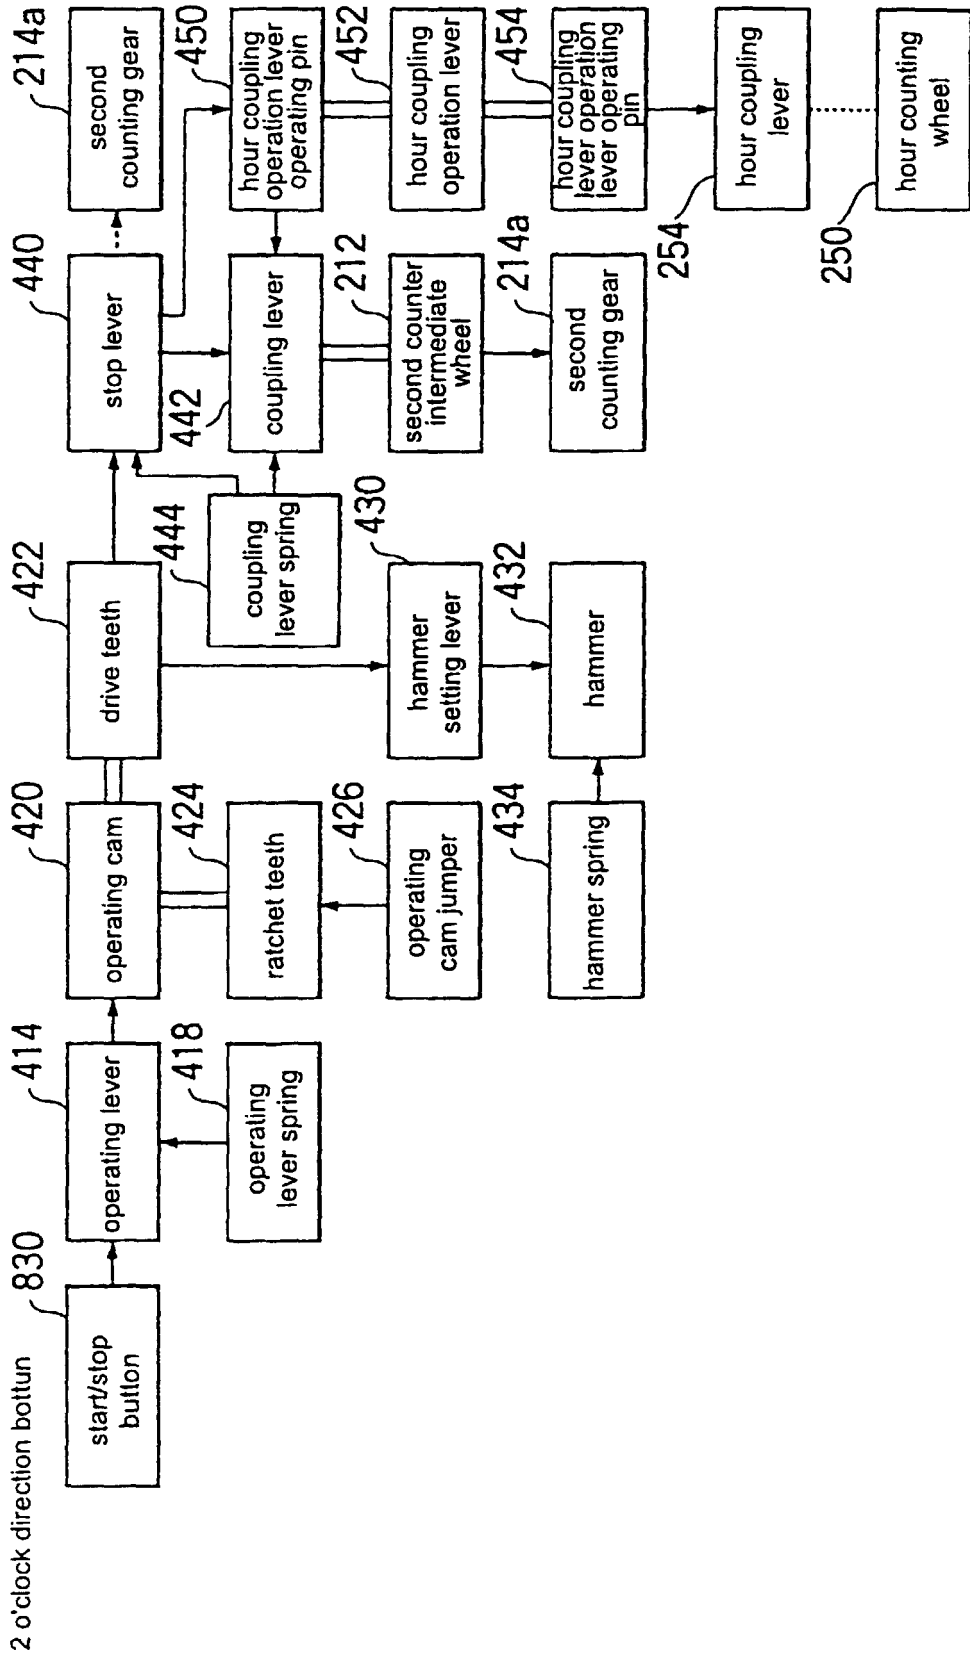 2 o'clock direction bottun
830
start/stop
button
414
operating lever
418
operating
lever spring
420
operating cam
424
ratchet teeth
426
operating
cam jumper
434
hammer spring
422
drive teeth
444
coupling
lever spring
430
hammer
setting lever
432
hammer
440
stop lever
442
coupling lever
212
second counter
intermediate
wheel
214a
second
counting gear
214a
second
counting gear
450
hour coupling
operation lever
operating pin
452
hour coupling
operation lever
454
hour coupling
lever operation
lever operating
pin
254
hour coupling
lever
250
hour counting
wheel